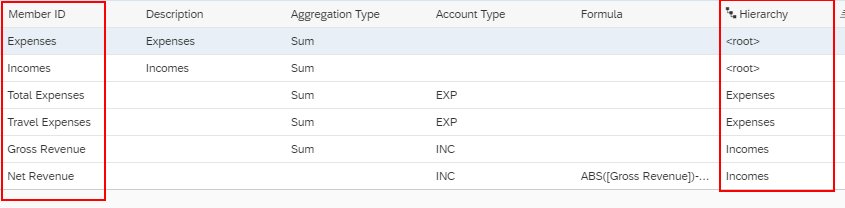 Member ID Description Aggregation Type Account Type Formula Hierarchy
Expenses Expenses Sum <root>
Incomes Incomes Sum <root>
Total Expenses Sum EXP Expenses
Travel Expenses Sum EXP Expenses
Gross Revenue Sum INC Incomes
Net Revenue INC ABS([Gross Revenue])-... Incomes